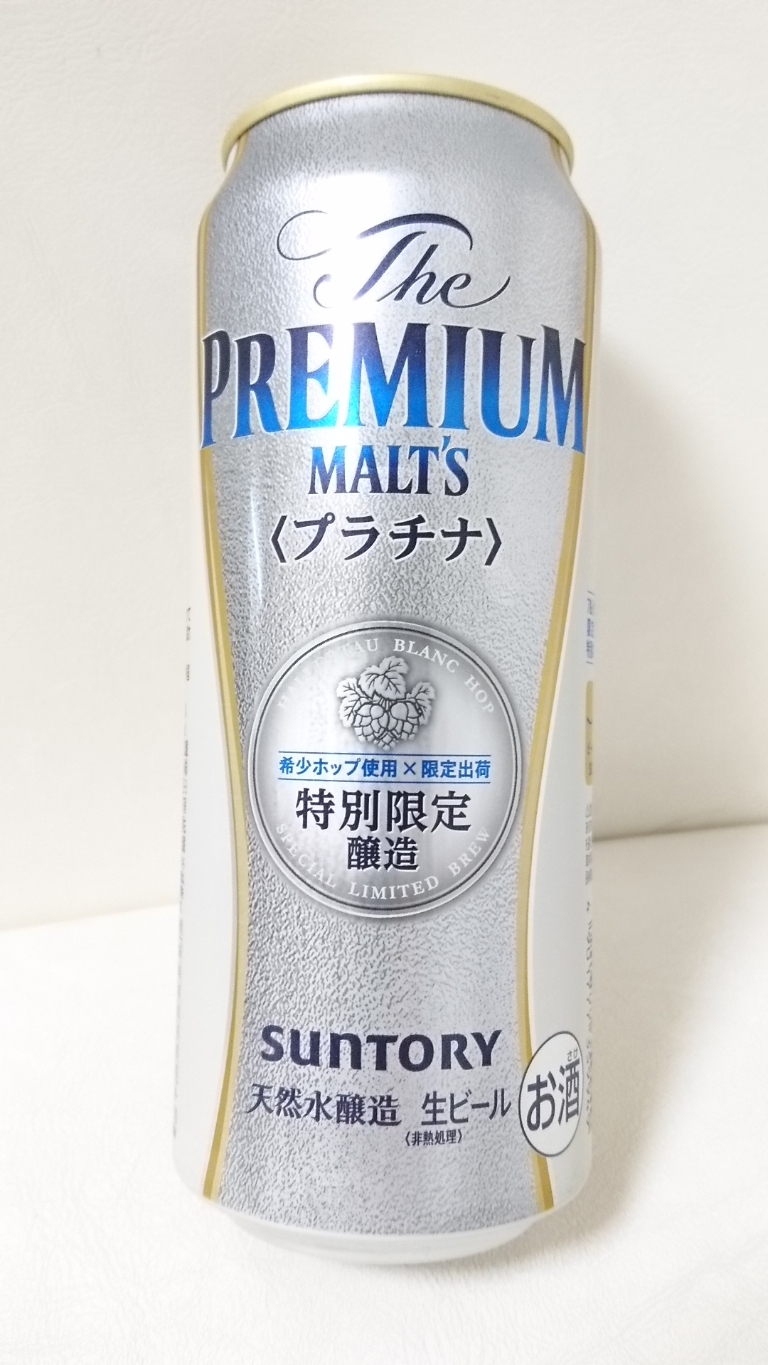 The
PREMIUM
MALT'S
〈プラチナ〉
BLANC HOP
希少ホップ使用×限定出荷
特別限定
醸造
SPECIAL LIMITED BREW
SUNTORY
天然水醸造 生ビール
〈非熱処理〉
さけ
お酒